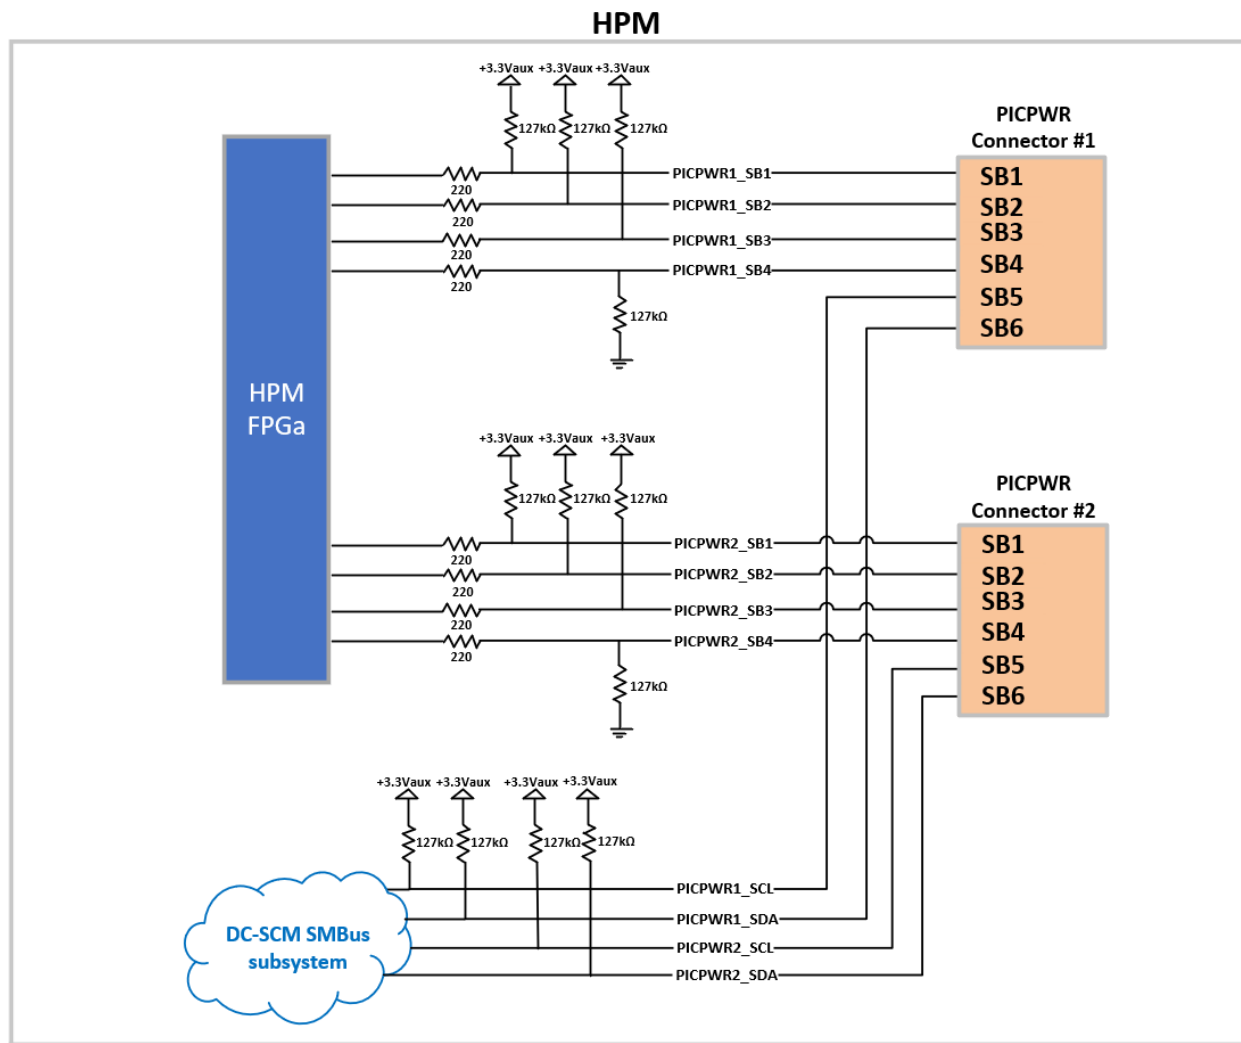 HPM
+3.3Vaux +3.3Vaux +3.3Vaux
127kΩ 127kΩ 127kΩ
PICPWR
Connector #1
220 PICPWR1_SB1 SB1
220 PICPWR1_SB2 SB2
220 PICPWR1_SB3 SB3
220 PICPWR1_SB4 SB4
SB5
127kΩ
SB6
HPM
FPGa
+3.3Vaux +3.3Vaux +3.3Vaux
127kΩ 127kΩ 127kΩ
PICPWR
Connector #2
220 PICPWR2_SB1 SB1
220 PICPWR2_SB2 SB2
220 PICPWR2_SB3 SB3
220 PICPWR2_SB4 SB4
SB5
127kΩ
SB6
+3.3Vaux +3.3Vaux +3.3Vaux +3.3Vaux
127kΩ 127kΩ 127kΩ 127kΩ
PICPWR1_SCL
PICPWR1_SDA
PICPWR2_SCL
PICPWR2_SDA
DC-SCM SMBus
subsystem